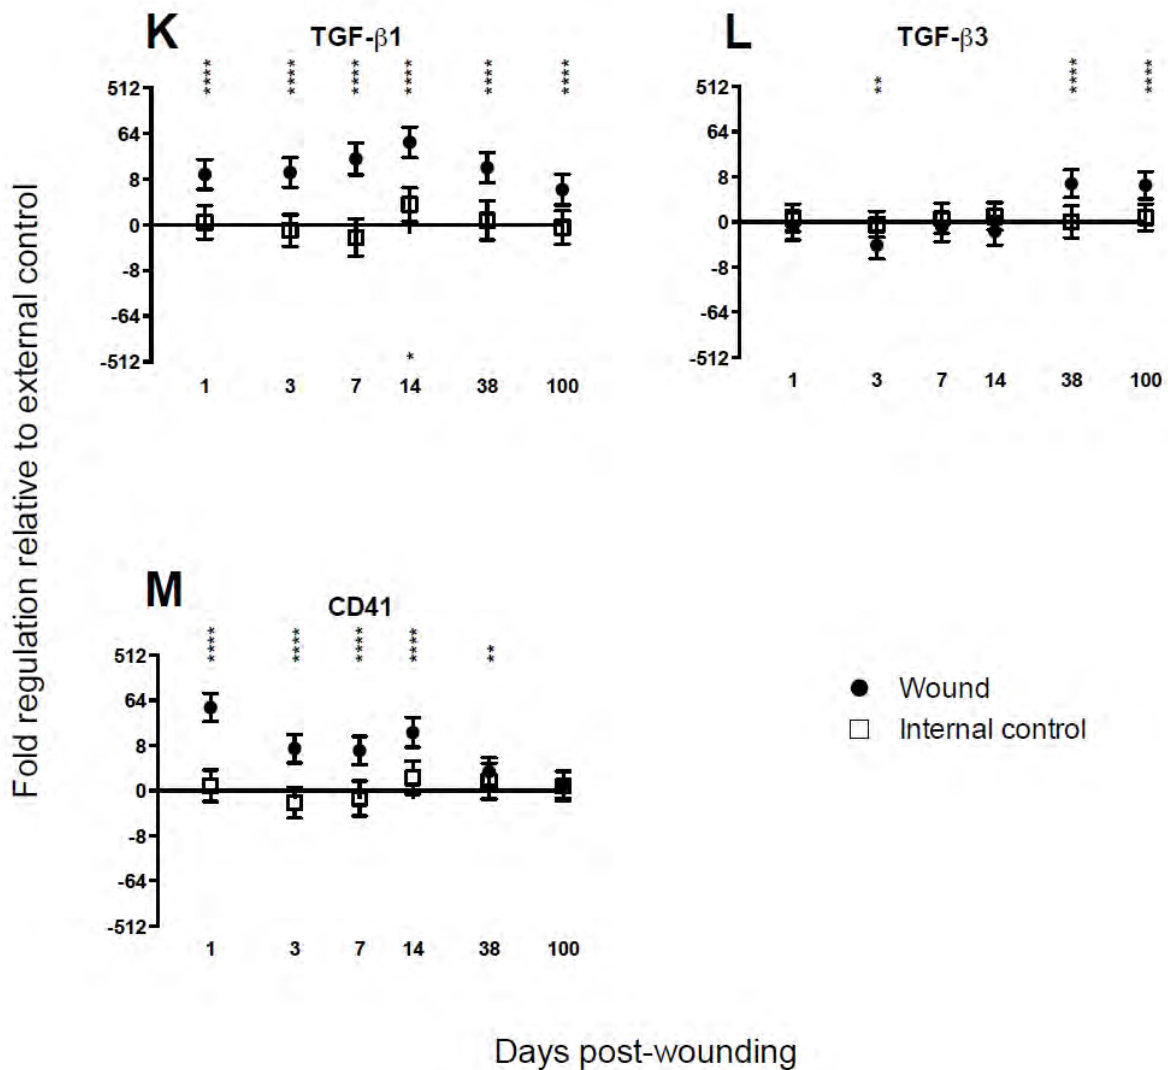 K
TGF-β1
**** **** **** **** **** ****
512
64
8
0
-8
-64
-512
*
1 3 7 14 38 100
L
TGF-β3
** **** ****
512
64
8
0
-8
-64
-512
1 3 7 14 38 100
Fold regulation relative to external control
M
CD41
**** **** **** **** **
512
64
8
0
-8
-64
-512
1 3 7 14 38 100
Wound
Internal control
Days post-wounding